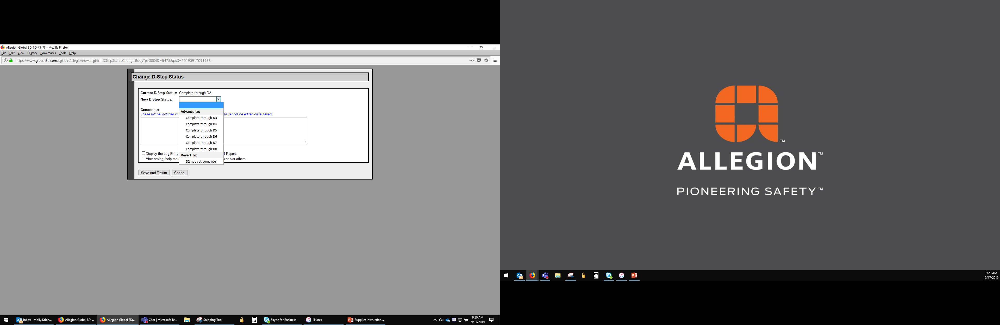 Allegion Global 8D: 8D #5478 - Mozilla Firefox
File Edit View History Bookmarks Tools Help
https://www.global8d.com/cgi-bin/allegion/owa.cgi/frmDStepStatusChange.Body?psG8DID=5478&psX=20190917091958
Change D-Step Status
Current D-Step Status: Complete through D2
New D-Step Status:
Advance to:
Complete through D3
Complete through D4
Complete through D5
Complete through D6
Complete through D7
Complete through D8
Revert to:
D2 not yet complete
Comments:
These will be included in nd cannot be edited once saved.
Display the Log Entry il Report.
After saving, help me n and/or others.
Save and Return Cancel
Inbox - Molly.Krich... Allegion Global 8D ... Allegion Global 8D:... Chat | Microsoft Te... Snipping Tool Skype for Business iTunes Supplier Instruction...
9:20 AM
9/17/2019
TM
ALLEGION TM
PIONEERING SAFETY TM
9:20 AM
9/17/2019